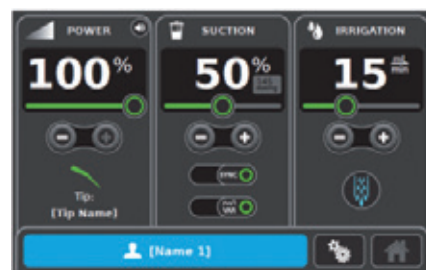 POWER
100%
Tip:
[Tip Name]
SUCTION
50%
SYNC
IRRIGATION
15 mL
min
[Name 1]